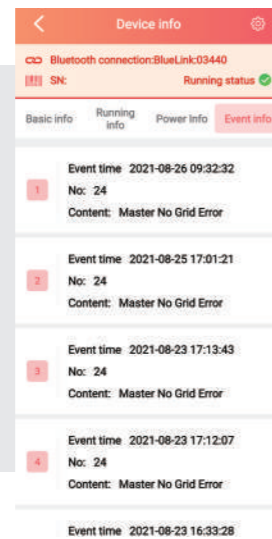 Device info
Bluetooth connection:BlueLink:03440
SN: Running status
Basic info Running info Power Info Event info
Event time 2021-08-26 09:32:32
1 No: 24
Content: Master No Grid Error
Event time 2021-08-25 17:01:21
2 No: 24
Content: Master No Grid Error
Event time 2021-08-23 17:13:43
3 No: 24
Content: Master No Grid Error
Event time 2021-08-23 17:12:07
4 No: 24
Content: Master No Grid Error
Event time 2021-08-23 16:33:28